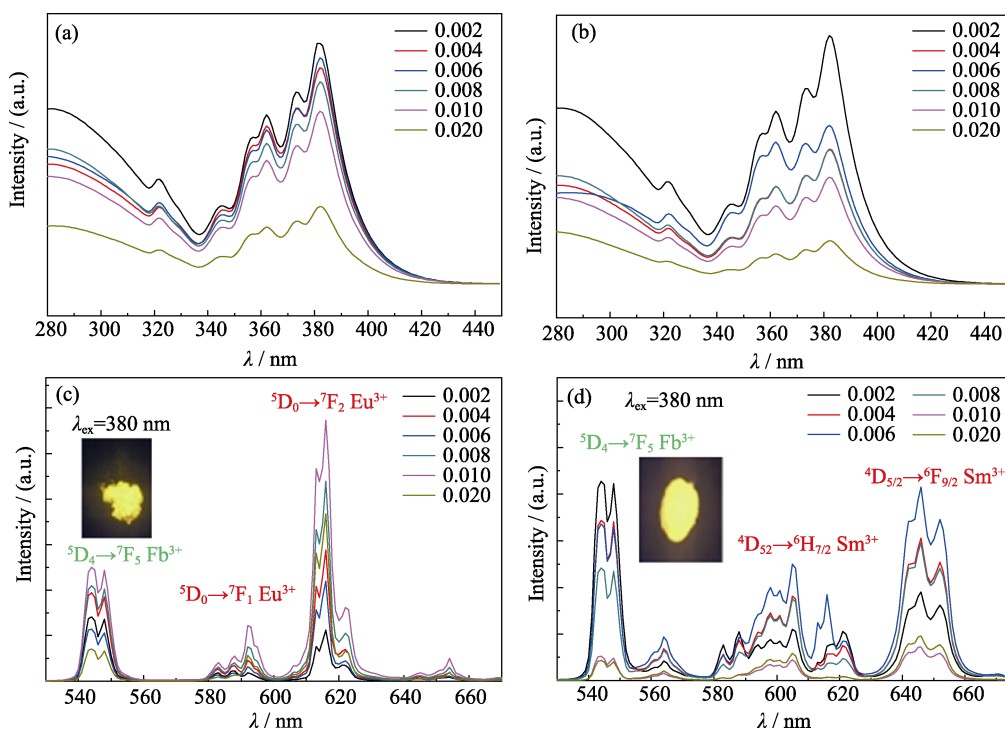 (a)
0.002
0.004
0.006
0.008
0.010
0.020
Intensity / (a.u.)
280 300 320 340 360 380 400 420 440
λ / nm
(b)
0.002
0.004
0.006
0.008
0.010
0.020
Intensity / (a.u.)
280 300 320 340 360 380 400 420 440
λ / nm
(c)
⁵D₀→⁷F₂ Eu³⁺
0.002
0.004
0.006
0.008
0.010
0.020
λex=380 nm
⁵D₄→⁷F₅ Fb³⁺
⁵D₀→⁷F₁ Eu³⁺
Intensity / (a.u.)
540 560 580 600 620 640 660
λ / nm
(d)
λex=380 nm
0.002 0.008
0.004 0.010
0.006 0.020
⁵D₄→⁷F₅ Fb³⁺
⁴D₅/₂→⁶F₉/₂ Sm³⁺
⁴D₅₂→⁶H₇/₂ Sm³⁺
Intensity / (a.u.)
540 560 580 600 620 640 660
λ / nm